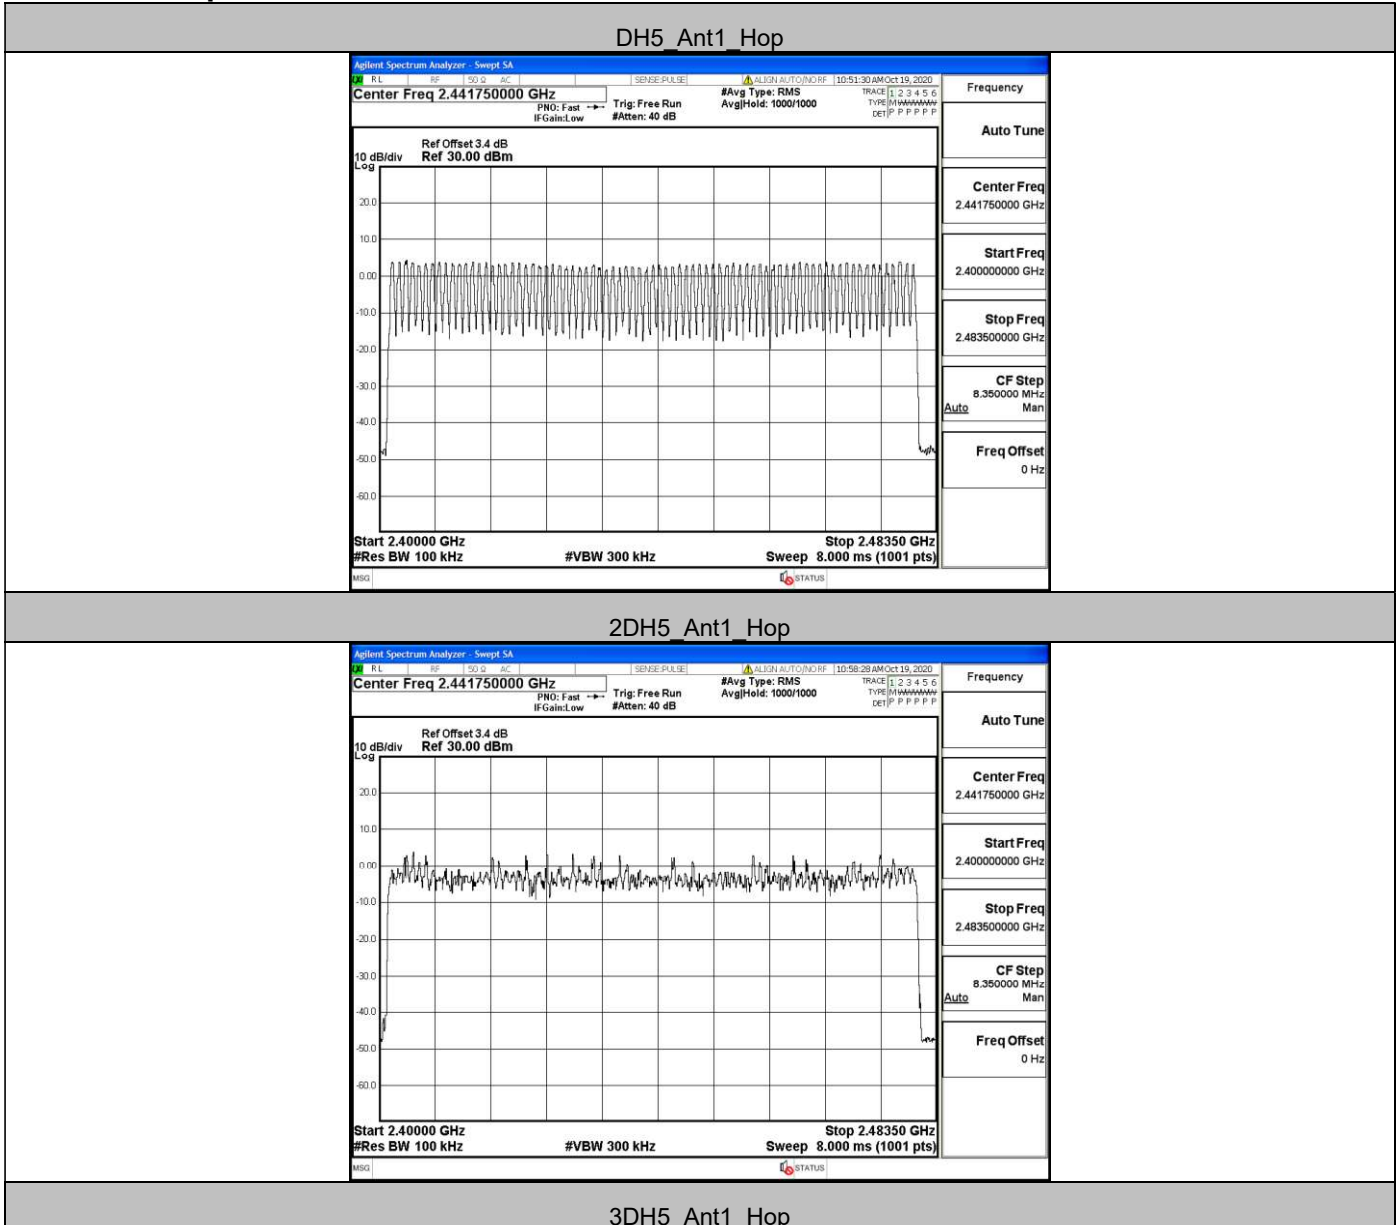 DH5_Ant1_Hop
Agilent Spectrum Analyzer - Swept SA
RL RF 50 Ω AC SENSE:PULSE ALIGN AUTO/NO RF 10:51:30 AM Oct 19, 2020
Center Freq 2.441750000 GHz
PNO: Fast
IFGain:Low
Trig: Free Run
#Atten: 40 dB
#Avg Type: RMS
Avg|Hold: 1000/1000
TRACE 1 2 3 4 5 6
TYPE M
DET P P P P P P
Frequency
Auto Tune
Ref Offset 3.4 dB
10 dB/div Ref 30.00 dBm
Log
20.0
10.0
0.00
-10.0
-20.0
-30.0
-40.0
-50.0
-60.0
Center Freq
2.441750000 GHz
Start Freq
2.400000000 GHz
Stop Freq
2.483500000 GHz
CF Step
8.350000 MHz
Auto Man
Freq Offset
0 Hz
Start 2.40000 GHz Stop 2.48350 GHz
#Res BW 100 kHz #VBW 300 kHz Sweep 8.000 ms (1001 pts)
MSG STATUS
2DH5_Ant1_Hop
Agilent Spectrum Analyzer - Swept SA
RL RF 50 Ω AC SENSE:PULSE ALIGN AUTO/NO RF 10:58:28 AM Oct 19, 2020
Center Freq 2.441750000 GHz
PNO: Fast
IFGain:Low
Trig: Free Run
#Atten: 40 dB
#Avg Type: RMS
Avg|Hold: 1000/1000
TRACE 1 2 3 4 5 6
TYPE M
DET P P P P P P
Frequency
Auto Tune
Ref Offset 3.4 dB
10 dB/div Ref 30.00 dBm
Log
20.0
10.0
0.00
-10.0
-20.0
-30.0
-40.0
-50.0
-60.0
Center Freq
2.441750000 GHz
Start Freq
2.400000000 GHz
Stop Freq
2.483500000 GHz
CF Step
8.350000 MHz
Auto Man
Freq Offset
0 Hz
Start 2.40000 GHz Stop 2.48350 GHz
#Res BW 100 kHz #VBW 300 kHz Sweep 8.000 ms (1001 pts)
MSG STATUS
3DH5_Ant1_Hop